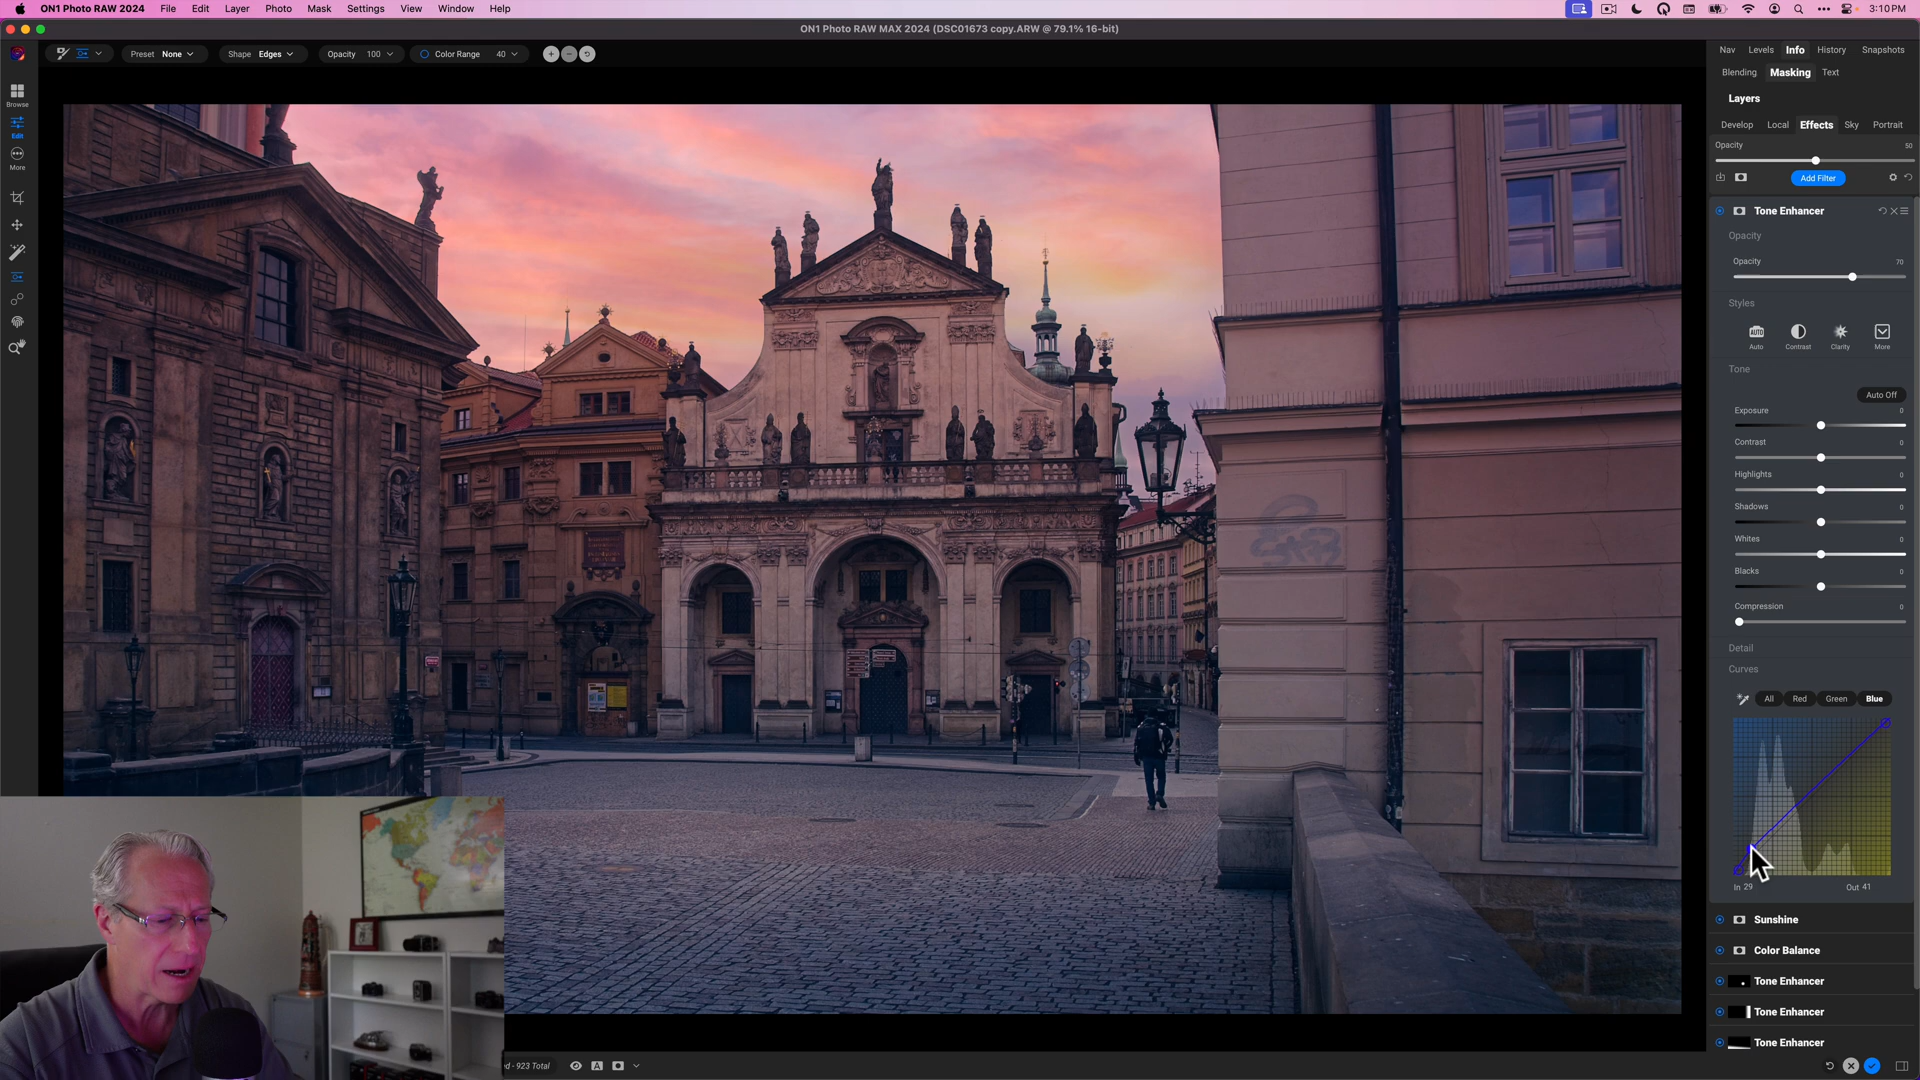 ON1 Photo RAW 2024 File Edit Layer Photo Mask Settings View Window Help 3:10 PM
ON1 Photo RAW MAX 2024 (DSC01673 copy.ARW @ 79.1% 16-bit)
Preset None Shape Edges Opacity 100 Color Range 40
Nav Levels Info History Snapshots
Blending Masking Text
Layers
Browse
Edit
More
Develop Local Effects Sky Portrait
Opacity 50
Add Filter
Tone Enhancer
Opacity
Opacity 70
Styles
AUTO
Auto Contrast Clarity More
Tone
Auto Off
Exposure 0
Contrast 0
Highlights 0
Shadows 0
Whites 0
Blacks 0
Compression 0
Detail
Curves
All Red Green Blue
In 29 Out 41
Sunshine
Color Balance
Tone Enhancer
Tone Enhancer
Tone Enhancer
- 923 Total
A